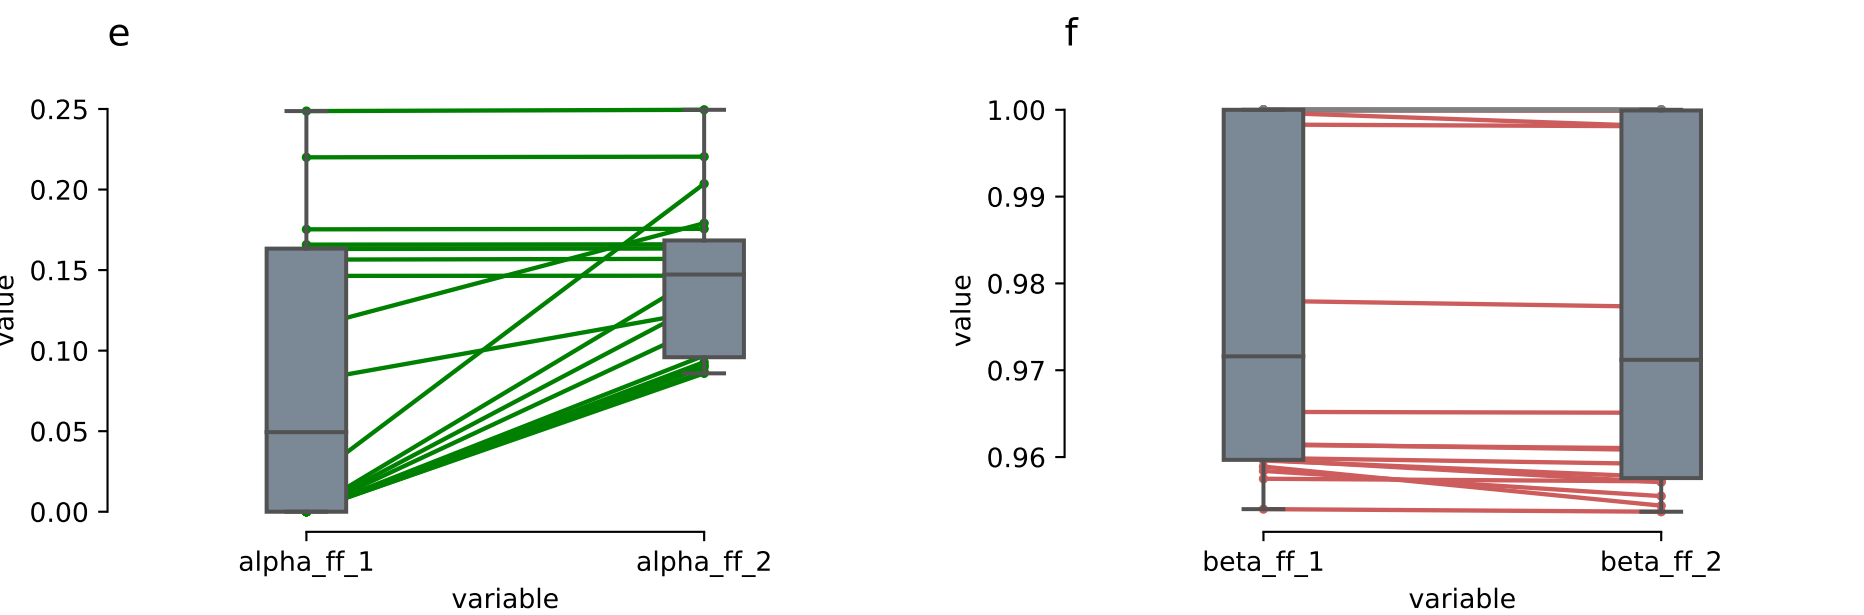 e
0.25
0.20
0.15
0.10
0.05
0.00
value
alpha_ff_1
alpha_ff_2
variable
f
1.00
0.99
0.98
0.97
0.96
value
beta_ff_1
beta_ff_2
variable